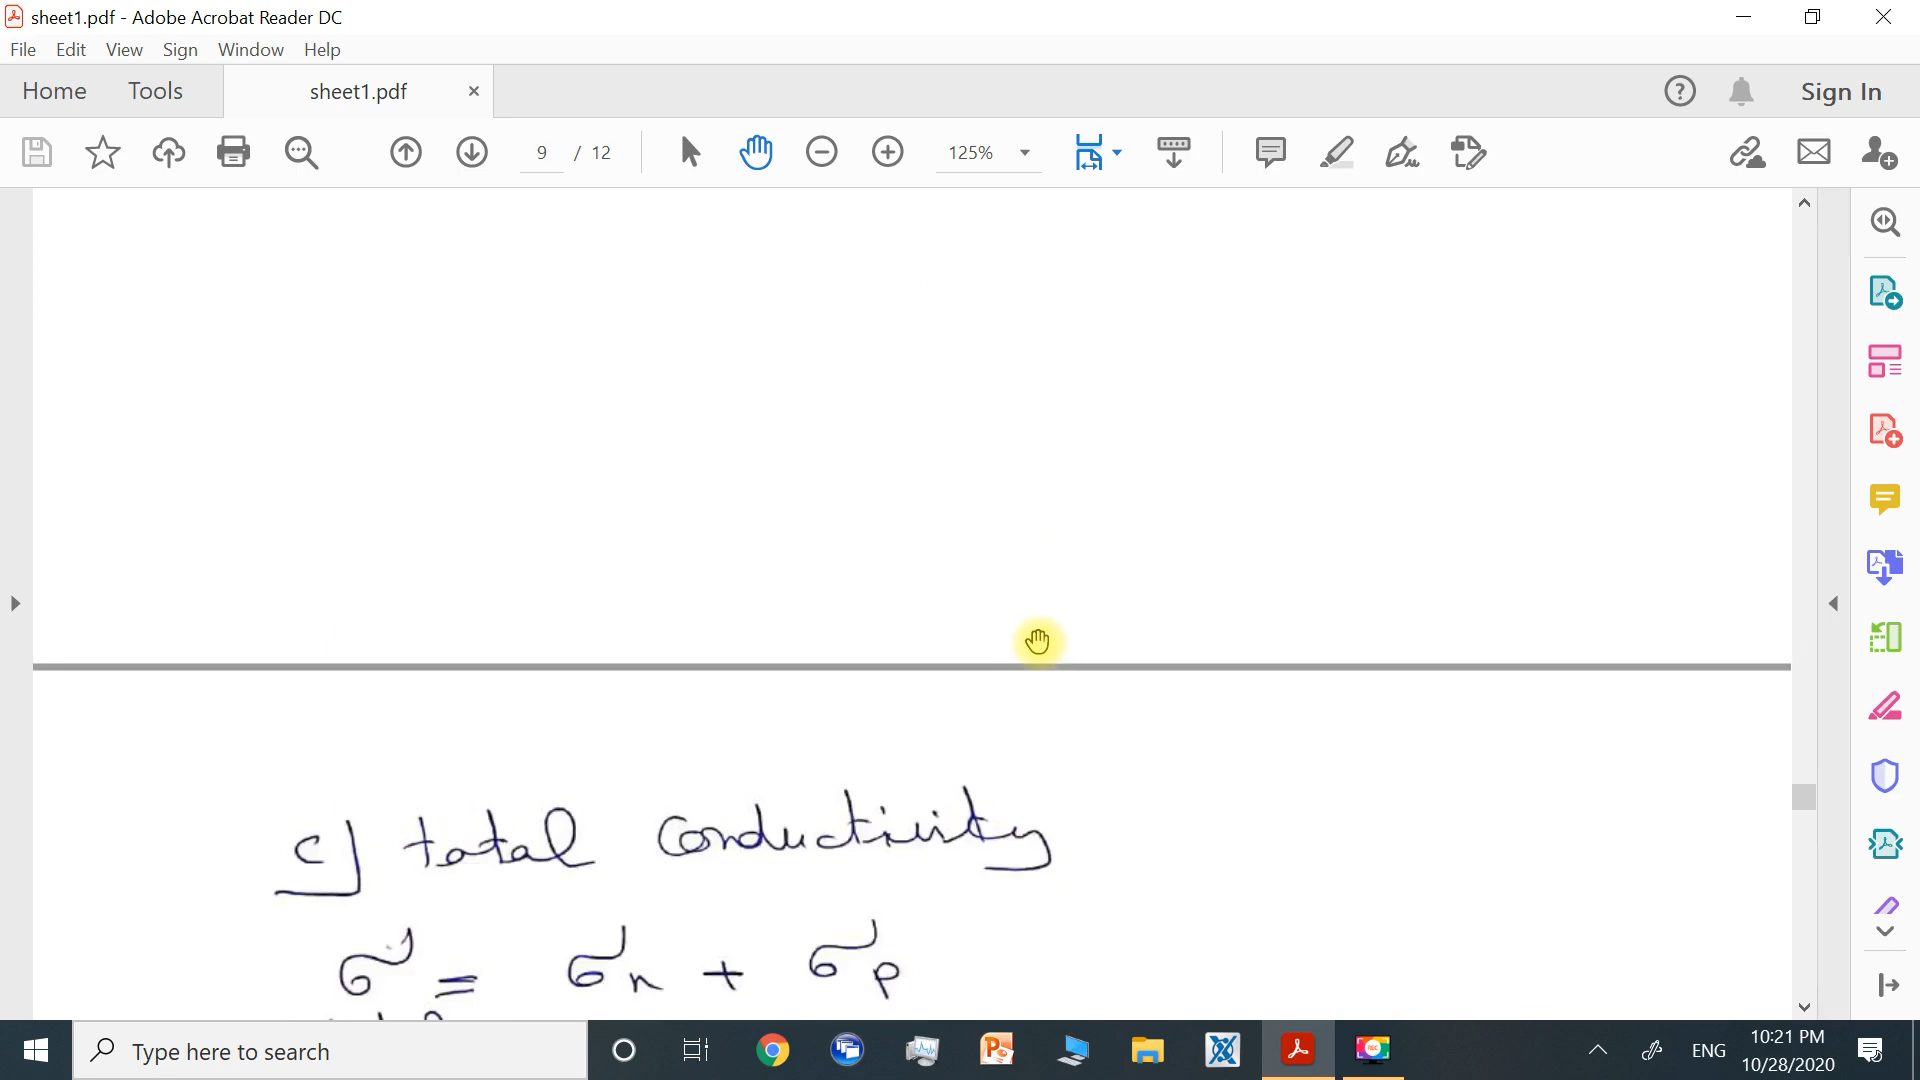 sheet1.pdf - Adobe Acrobat Reader DC
File Edit View Sign Window Help
Home Tools sheet1.pdf × Sign In
9 / 12 125%
c) total conductivity
σ = σn + σp
Type here to search
ENG
10:21 PM
10/28/2020